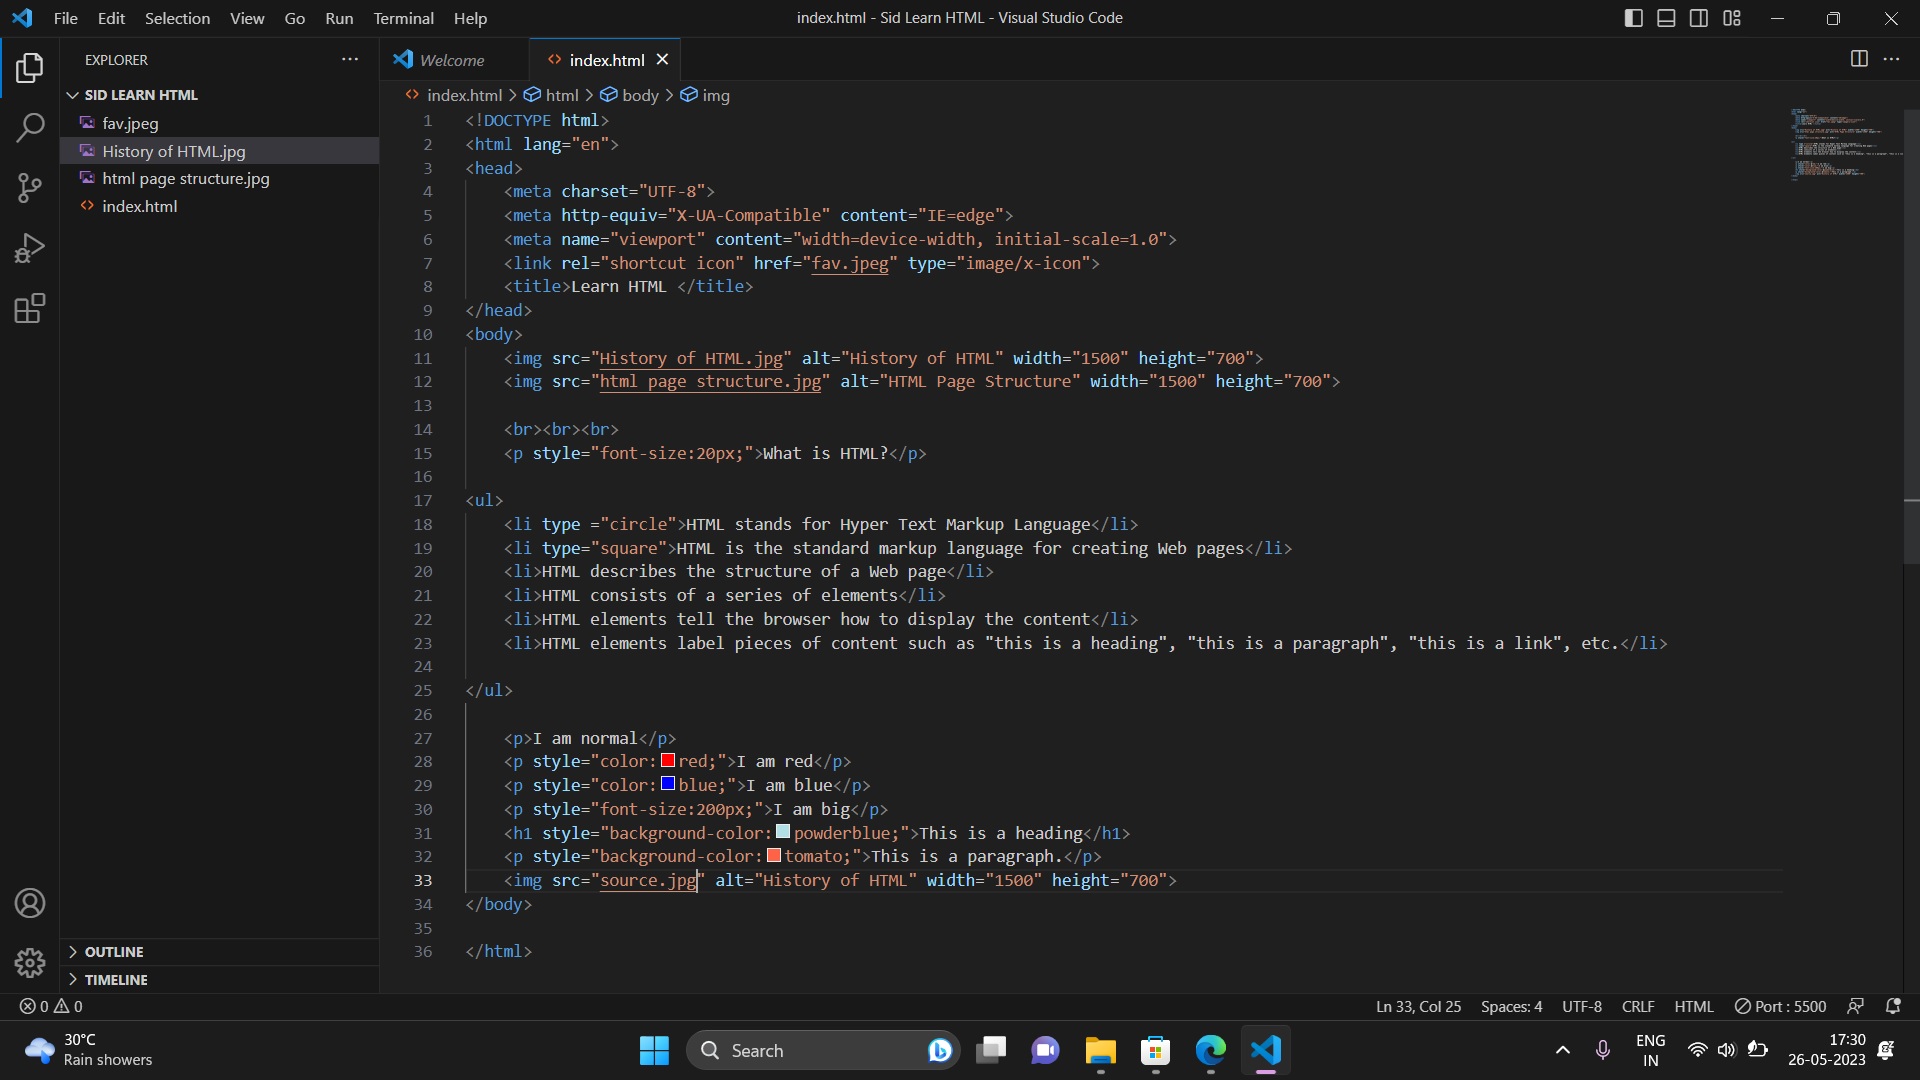 File Edit Selection View Go Run Terminal Help
index.html - Sid Learn HTML - Visual Studio Code
EXPLORER
SID LEARN HTML
fav.jpeg
History of HTML.jpg
html page structure.jpg
index.html
OUTLINE
TIMELINE
Welcome
index.html
index.html > html > body > img
1 <!DOCTYPE html>
2 <html lang="en">
3 <head>
4 <meta charset="UTF-8">
5 <meta http-equiv="X-UA-Compatible" content="IE=edge">
6 <meta name="viewport" content="width=device-width, initial-scale=1.0">
7 <link rel="shortcut icon" href="fav.jpeg" type="image/x-icon">
8 <title>Learn HTML </title>
9 </head>
10 <body>
11 <img src="History of HTML.jpg" alt="History of HTML" width="1500" height="700">
12 <img src="html page structure.jpg" alt="HTML Page Structure" width="1500" height="700">
13
14 <br><br><br>
15 <p style="font-size:20px;">What is HTML?</p>
16
17 <ul>
18 <li type ="circle">HTML stands for Hyper Text Markup Language</li>
19 <li type="square">HTML is the standard markup language for creating Web pages</li>
20 <li>HTML describes the structure of a Web page</li>
21 <li>HTML consists of a series of elements</li>
22 <li>HTML elements tell the browser how to display the content</li>
23 <li>HTML elements label pieces of content such as "this is a heading", "this is a paragraph", "this is a link", etc.</li>
24
25 </ul>
26
27 <p>I am normal</p>
28 <p style="color:red;">I am red</p>
29 <p style="color:blue;">I am blue</p>
30 <p style="font-size:200px;">I am big</p>
31 <h1 style="background-color:powderblue;">This is a heading</h1>
32 <p style="background-color:tomato;">This is a paragraph.</p>
33 <img src="source.jpg" alt="History of HTML" width="1500" height="700">
34 </body>
35
36 </html>
0 0
Ln 33, Col 25 Spaces: 4 UTF-8 CRLF HTML Port : 5500
30°C
Rain showers
Search
ENG
IN
17:30
26-05-2023